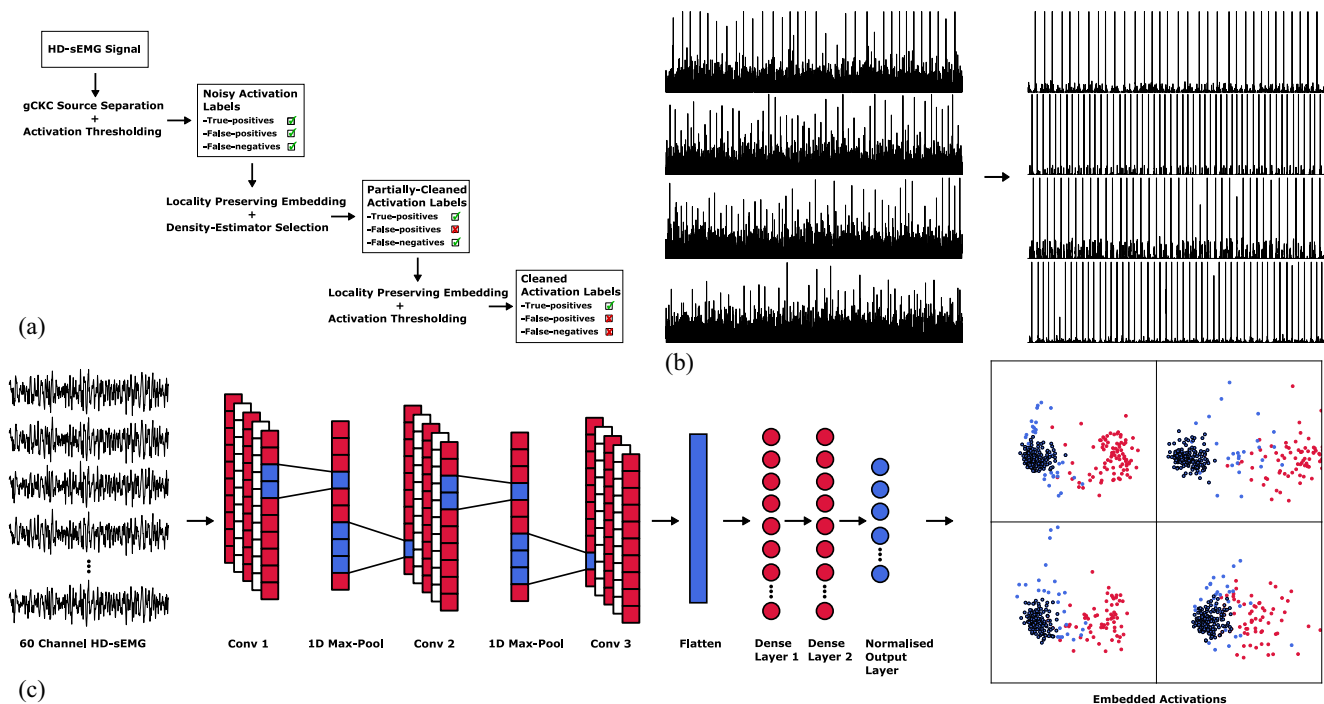 HD-sEMG Signal
gCKC Source Separation
+
Activation Thresholding
Noisy Activation
Labels
-True-positives
-False-positives
-False-negatives
Locality Preserving Embedding
+
Density-Estimator Selection
Partially-Cleaned
Activation Labels
-True-positives
-False-positives
-False-negatives
Locality Preserving Embedding
+
Activation Thresholding
Cleaned
Activation Labels
-True-positives
-False-positives
-False-negatives
(a)
(b)
60 Channel HD-sEMG
Conv 1
1D Max-Pool
Conv 2
1D Max-Pool
Conv 3
Flatten
Dense
Layer 1
Dense
Layer 2
Normalised
Output
Layer
Embedded Activations
(c)